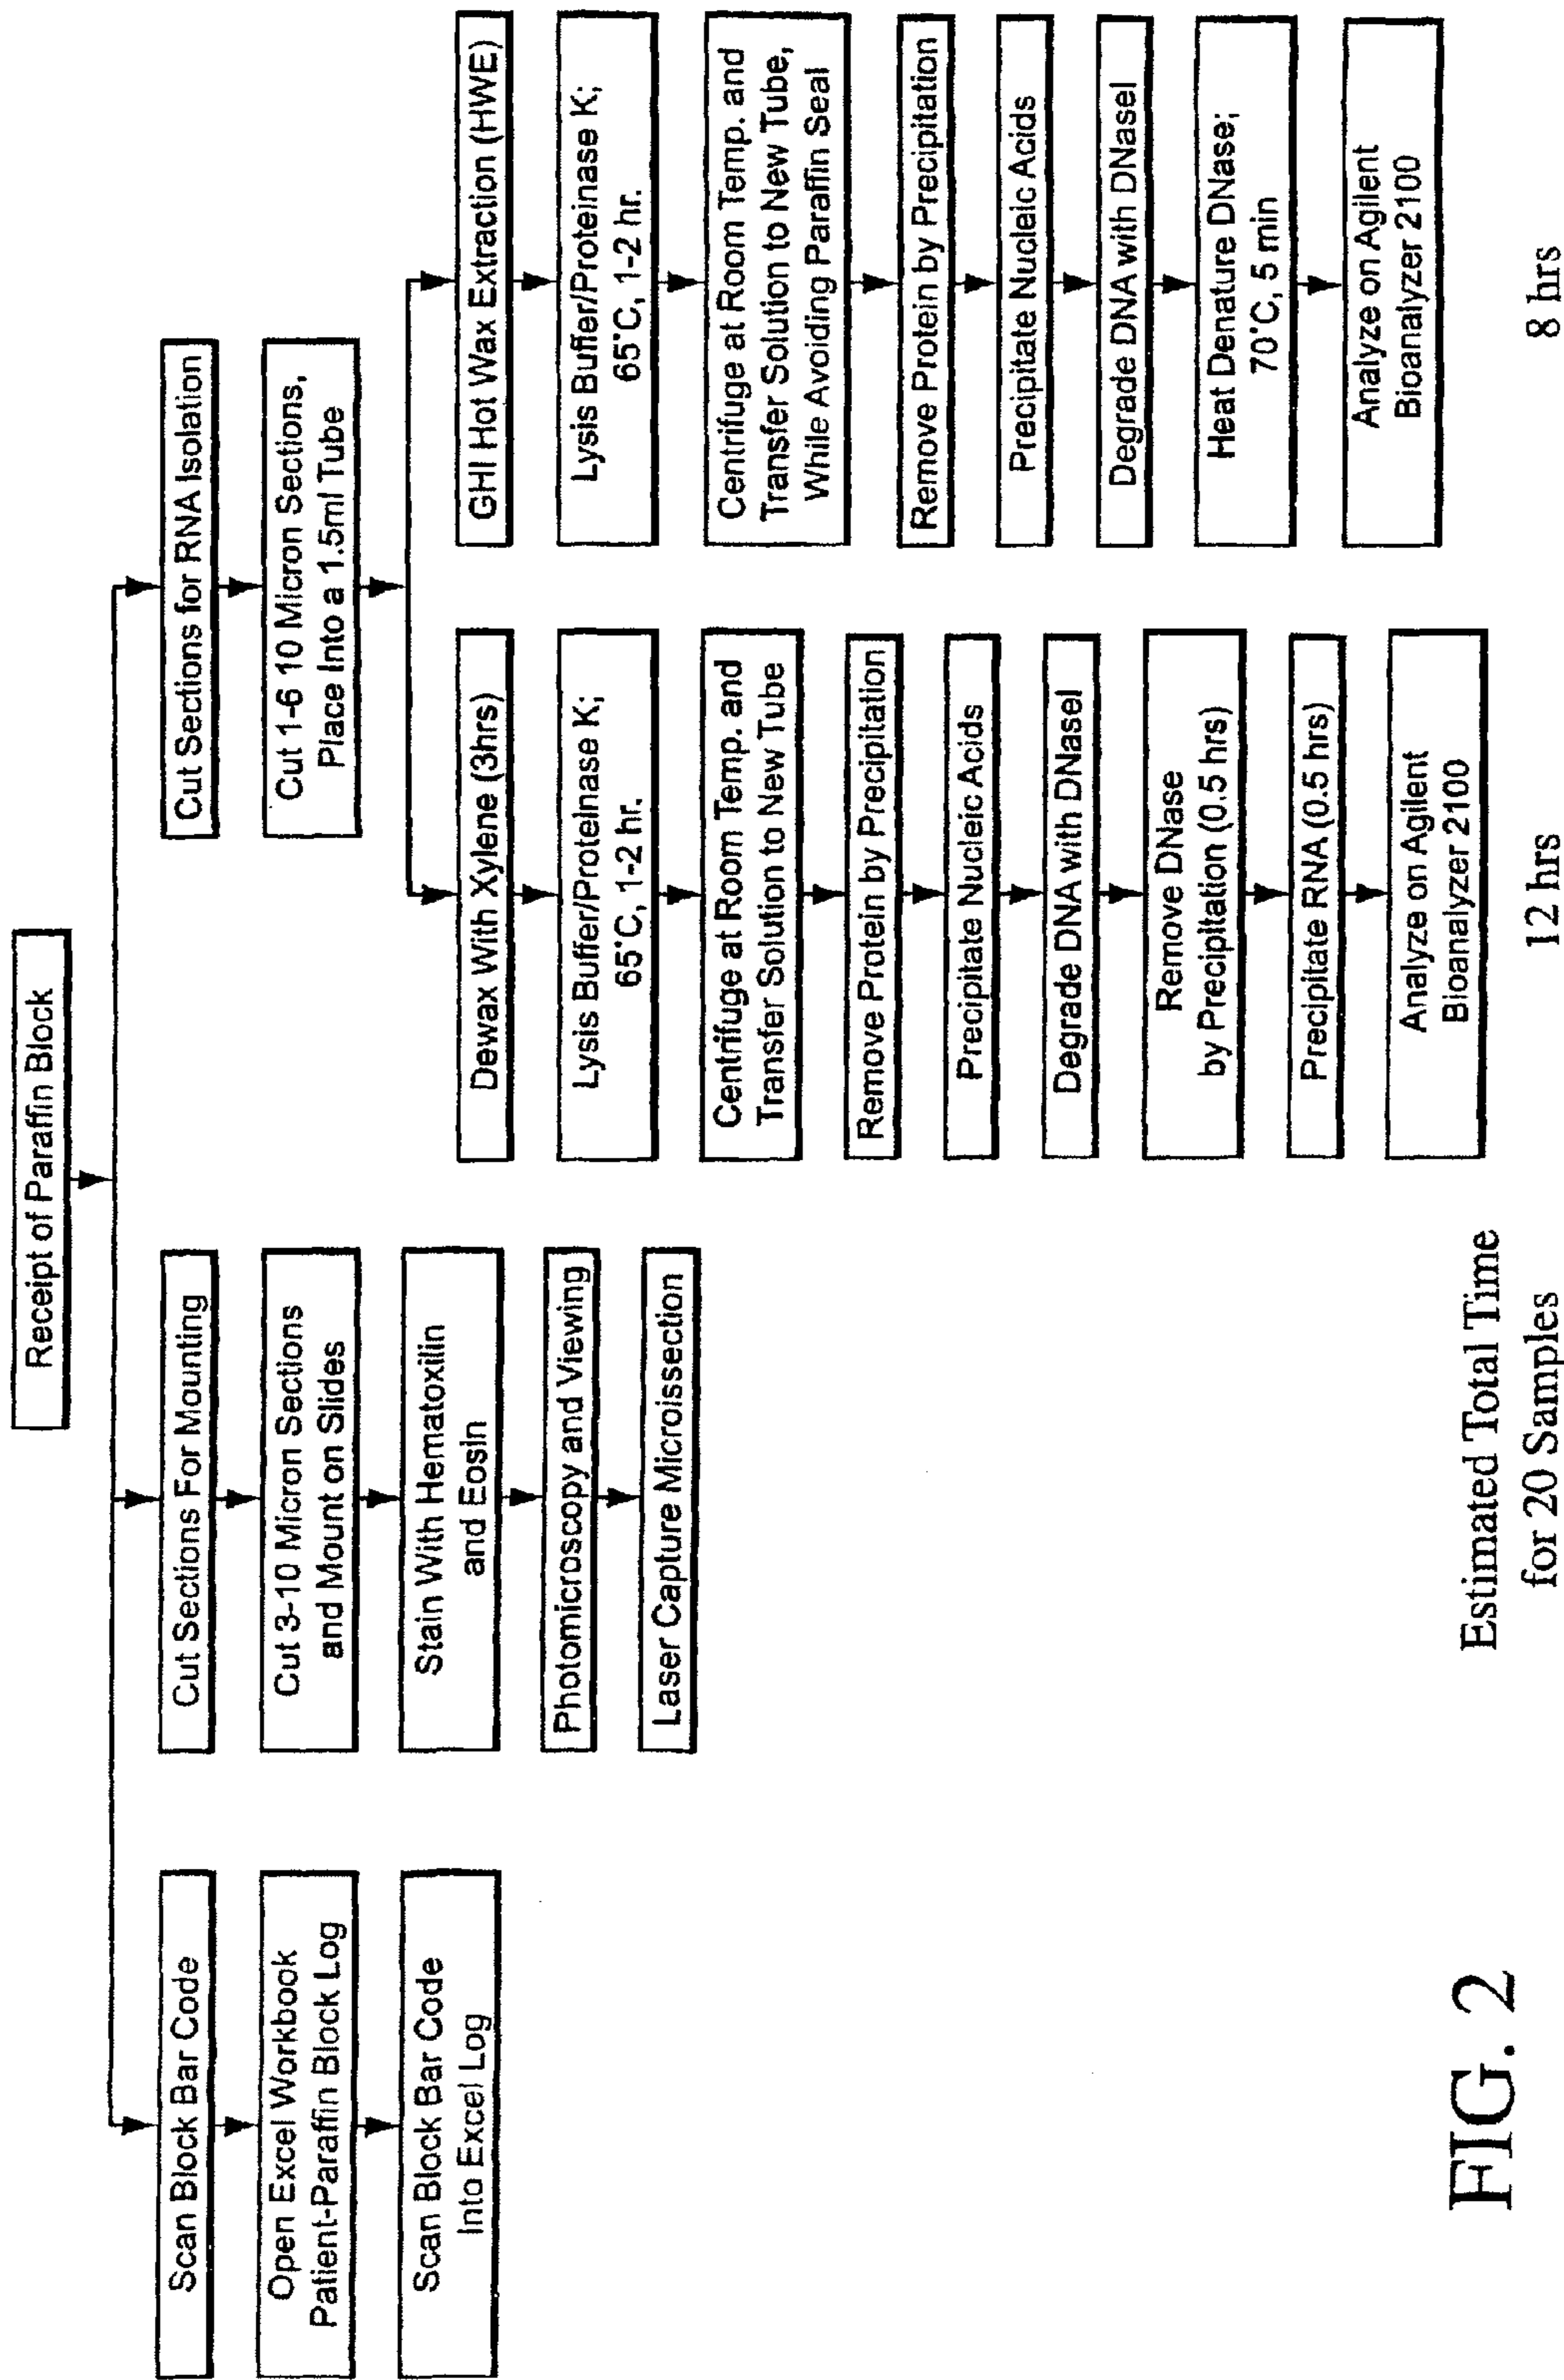 Receipt of Paraffin Block
Scan Block Bar Code
Open Excel Workbook
Patient-Paraffin Block Log
Scan Block Bar Code
Into Excel Log
Cut Sections For Mounting
Cut 3-10 Micron Sections
and Mount on Slides
Stain With Hematoxilin
and Eosin
Photomicroscopy and Viewing
Laser Capture Microissection
Cut Sections for RNA Isolation
Cut 1-6 10 Micron Sections,
Place Into a 1.5ml Tube
Dewax With Xylene (3hrs)
Lysis Buffer/Proteinase K;
65°C, 1-2 hr.
Centrifuge at Room Temp. and
Transfer Solution to New Tube
Remove Protein by Precipitation
Precipitate Nucleic Acids
Degrade DNA with DNaseI
Remove DNase
by Precipitation (0.5 hrs)
Precipitate RNA (0.5 hrs)
Analyze on Agilent
Bioanalyzer 2100
GHI Hot Wax Extraction (HWE)
Lysis Buffer/Proteinase K;
65°C, 1-2 hr.
Centrifuge at Room Temp. and
Transfer Solution to New Tube,
While Avoiding Paraffin Seal
Remove Protein by Precipitation
Precipitate Nucleic Acids
Degrade DNA with DNaseI
Heat Denature DNase;
70°C, 5 min
Analyze on Agilent
Bioanalyzer 2100
Estimated Total Time
for 20 Samples
12 hrs
8 hrs
FIG. 2